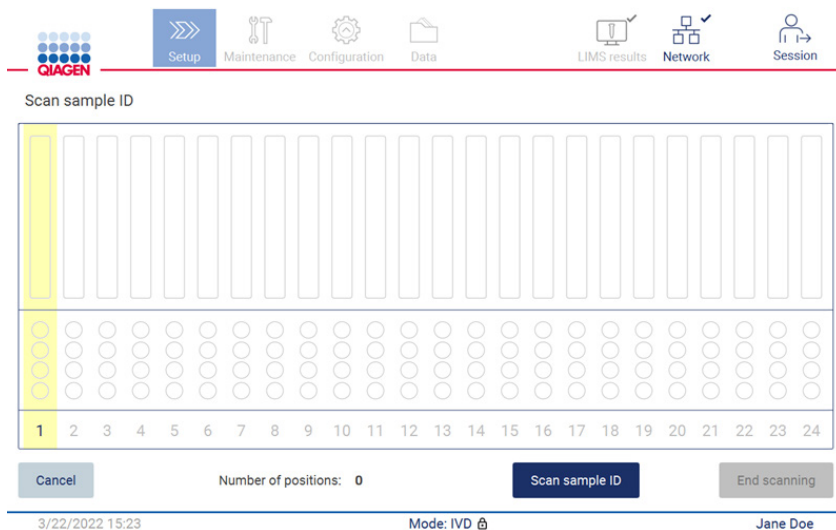 QIAGEN
Setup Maintenance Configuration Data LIMS results Network Session
Scan sample ID
1 2 3 4 5 6 7 8 9 10 11 12 13 14 15 16 17 18 19 20 21 22 23 24
Cancel Number of positions: 0 Scan sample ID End scanning
3/22/2022 15:23 Mode: IVD Jane Doe